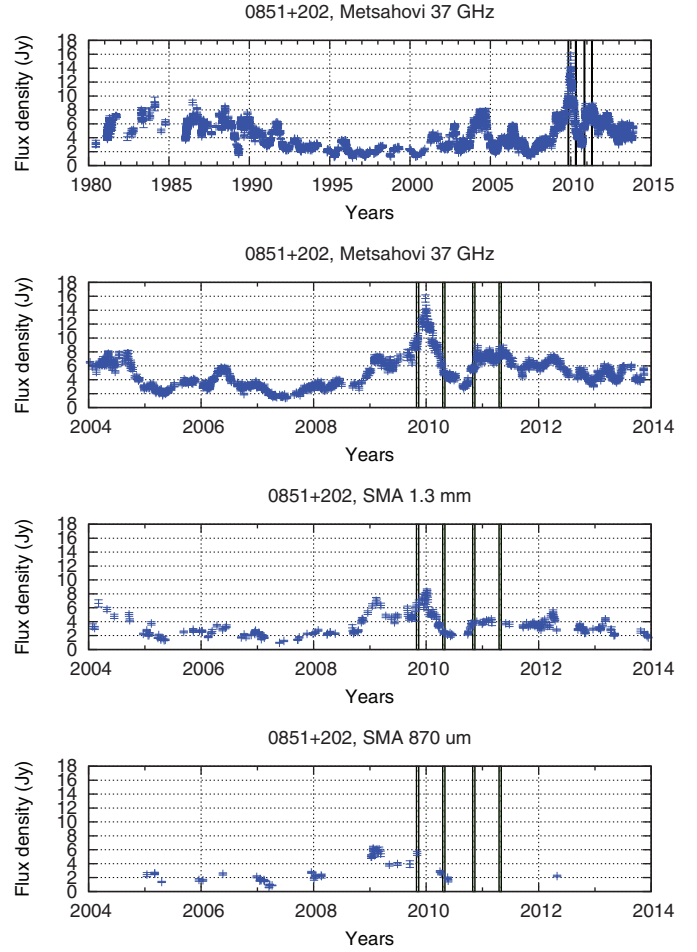 0851+202, Metsahovi 37 GHz
Flux density (Jy)
18
16
14
12
10
8
6
4
2
0
1980 1985 1990 1995 2000 2005 2010 2015
Years
0851+202, Metsahovi 37 GHz
Flux density (Jy)
18
16
14
12
10
8
6
4
2
0
2004 2006 2008 2010 2012 2014
Years
0851+202, SMA 1.3 mm
Flux density (Jy)
18
16
14
12
10
8
6
4
2
0
2004 2006 2008 2010 2012 2014
Years
0851+202, SMA 870 um
Flux density (Jy)
18
16
14
12
10
8
6
4
2
0
2004 2006 2008 2010 2012 2014
Years